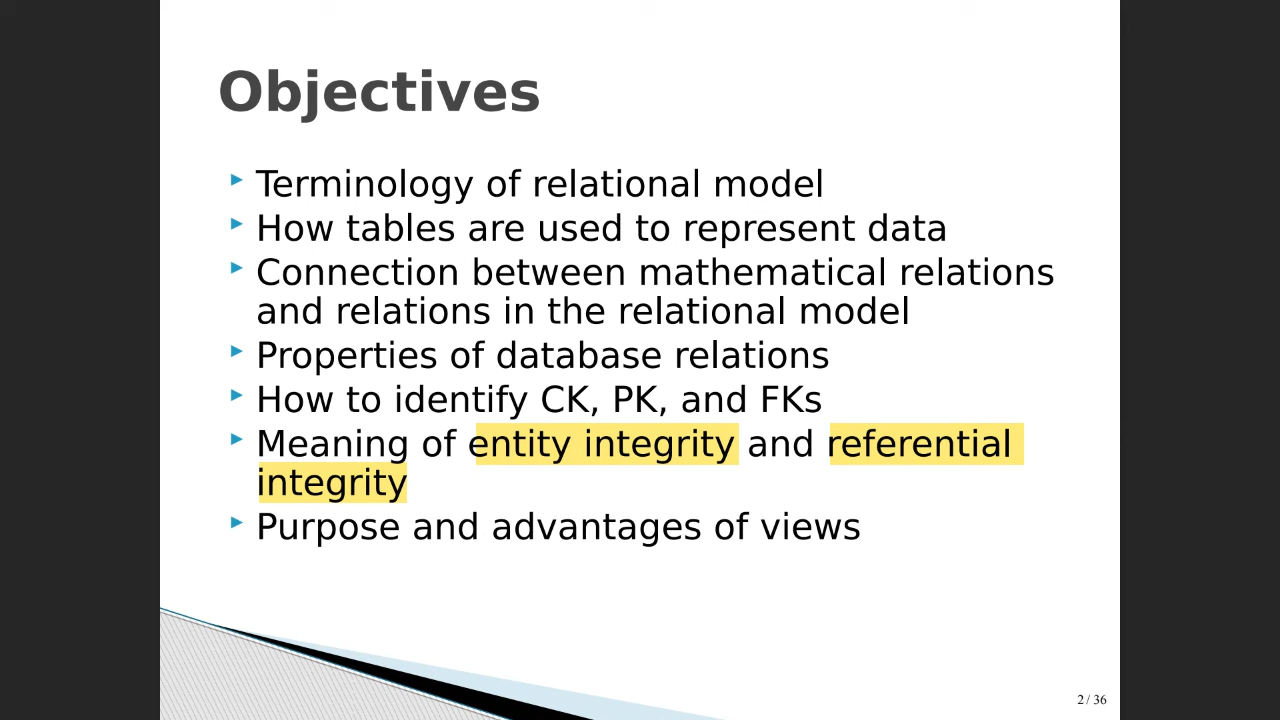 Objectives
Terminology of relational model
How tables are used to represent data
Connection between mathematical relations
and relations in the relational model
Properties of database relations
How to identify CK, PK, and FKs
Meaning of entity integrity and referential
integrity
Purpose and advantages of views
2 / 36